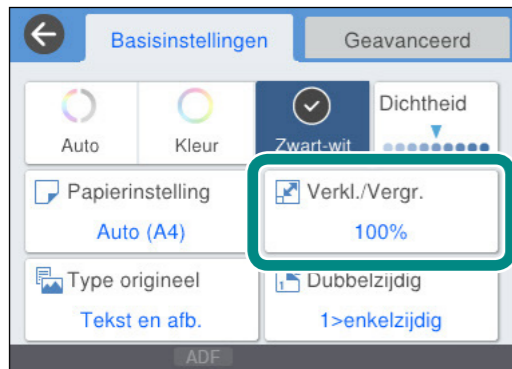 Basisinstellingen
Geavanceerd
Auto
Kleur
Zwart-wit
Dichtheid
Papierinstelling
Auto (A4)
Verkl./Vergr.
100%
Type origineel
Tekst en afb.
1 Dubbelzijdig
1>enkelzijdig
ADF